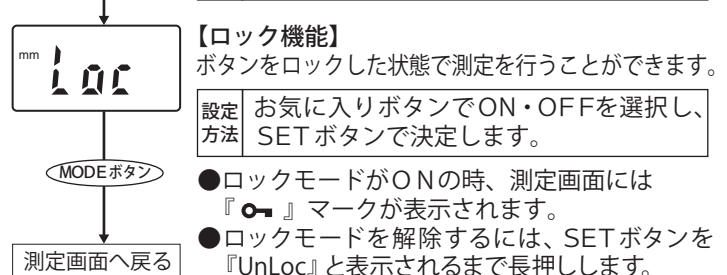 mm
Loc
MODEボタン
測定画面へ戻る
【ロック機能】
ボタンをロックした状態で測定を行うことができます。
設定方法
お気に入りボタンでON・OFFを選択し、
SETボタンで決定します。
●ロックモードがONの時、測定画面には
『 』マークが表示されます。
●ロックモードを解除するには、SETボタンを
『UnLoc』と表示されるまで長押しします。